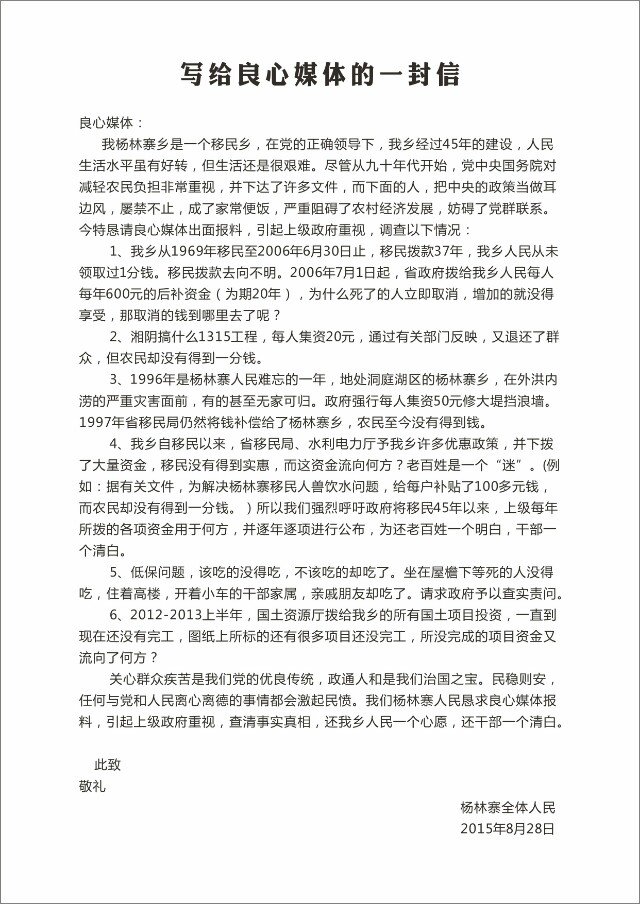 写给良心媒体的一封信
良心媒体：
我杨林寨乡是一个移民乡，在党的正确领导下，我乡经过45年的建设，人民
生活水平虽有好转，但生活还是很艰难。尽管从九十年代开始，党中央国务院对
减轻农民负担非常重视，并下达了许多文件，而下面的人，把中央的政策当做耳
边风，屡禁不止，成了家常便饭，严重阻碍了农村经济发展，妨碍了党群联系。
今特恳请良心媒体出面报料，引起上级政府重视，调查以下情况：
1、我乡从1969年移民至2006年6月30日止，移民拨款37年，我乡人民从未
领取过1分钱。移民拨款去向不明。2006年7月1日起，省政府拨给我乡人民每人
每年600元的后补资金（为期20年），为什么死了的人立即取消，增加的就没得
享受，那取消的钱到哪里去了呢？
2、湘阴搞什么1315工程，每人集资20元，通过有关部门反映，又退还了群
众，但农民却没有得到一分钱。
3、1996年是杨林寨人民难忘的一年，地处洞庭湖区的杨林寨乡，在外洪内
涝的严重灾害面前，有的甚至无家可归。政府强行每人集资50元修大堤挡浪墙。
1997年省移民局仍然将钱补偿给了杨林寨乡，农民至今没有得到钱。
4、我乡自移民以来，省移民局、水利电力厅予我乡许多优惠政策，并下拨
了大量资金，移民没有得到实惠，而这资金流向何方？老百姓是一个“迷”。(例
如：据有关文件，为解决杨林寨移民人兽饮水问题，给每户补贴了100多元钱，
而农民却没有得到一分钱。）所以我们强烈呼吁政府将移民45年以来，上级每年
所拨的各项资金用于何方，并逐年逐项进行公布，为还老百姓一个明白，干部一
个清白。
5、低保问题，该吃的没得吃，不该吃的却吃了。坐在屋檐下等死的人没得
吃，住着高楼，开着小车的干部家属，亲戚朋友却吃了。请求政府予以查实责问。
6、2012-2013上半年，国土资源厅拨给我乡的所有国土项目投资，一直到
现在还没有完工，图纸上所标的还有很多项目还没完工，所没完成的项目资金又
流向了何方？
关心群众疾苦是我们党的优良传统，政通人和是我们治国之宝。民稳则安，
任何与党和人民离心离德的事情都会激起民愤。我们杨林寨人民恳求良心媒体报
料，引起上级政府重视，查清事实真相，还我乡人民一个心愿，还干部一个清白。
此致
敬礼
杨林寨全体人民
2015年8月28日